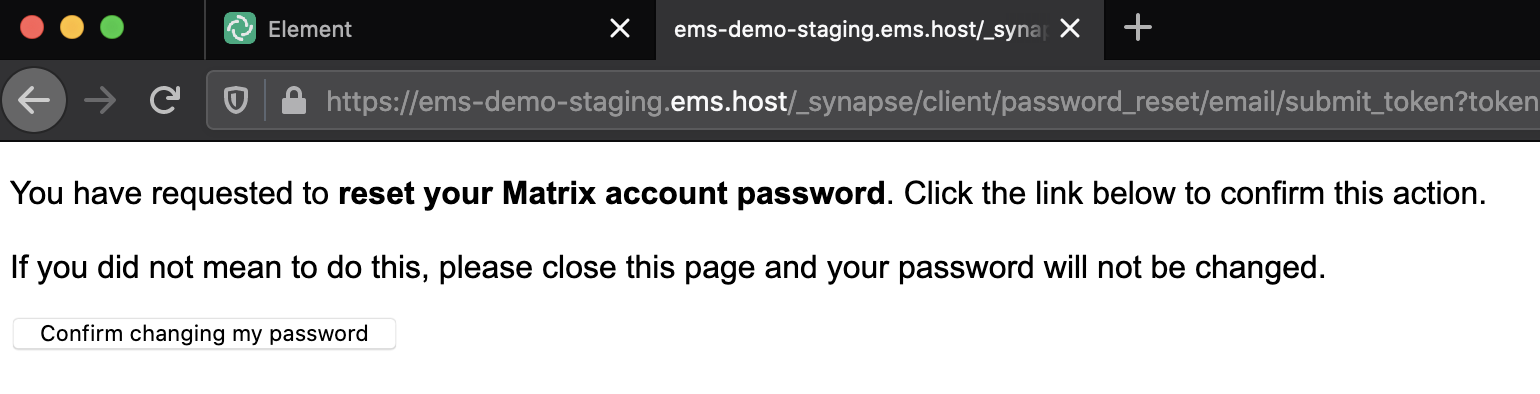 Element
ems-demo-staging.ems.host/_synap
https://ems-demo-staging.ems.host/_synapse/client/password_reset/email/submit_token?token
You have requested to reset your Matrix account password. Click the link below to confirm this action.
If you did not mean to do this, please close this page and your password will not be changed.
Confirm changing my password